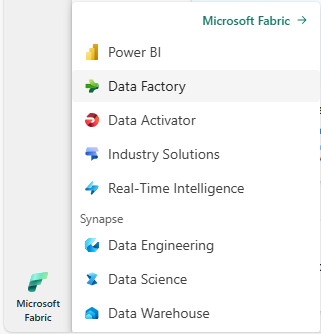 Microsoft Fabric →
Power BI
Data Factory
Data Activator
Industry Solutions
Real-Time Intelligence
Synapse
Data Engineering
Data Science
Data Warehouse
Microsoft
Fabric